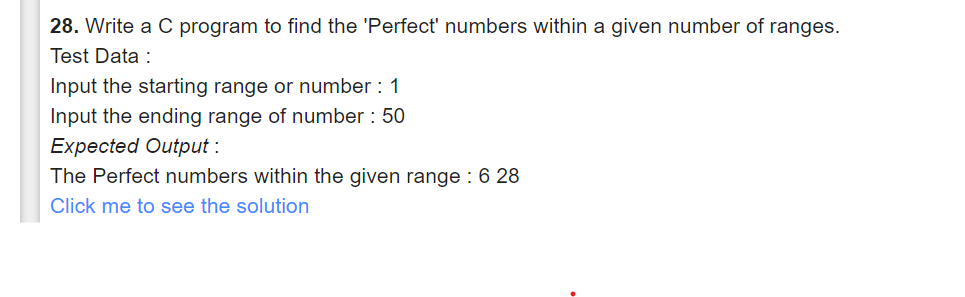 28. Write a C program to find the 'Perfect' numbers within a given number of ranges.
Test Data :
Input the starting range or number : 1
Input the ending range of number : 50
Expected Output :
The Perfect numbers within the given range : 6 28
Click me to see the solution